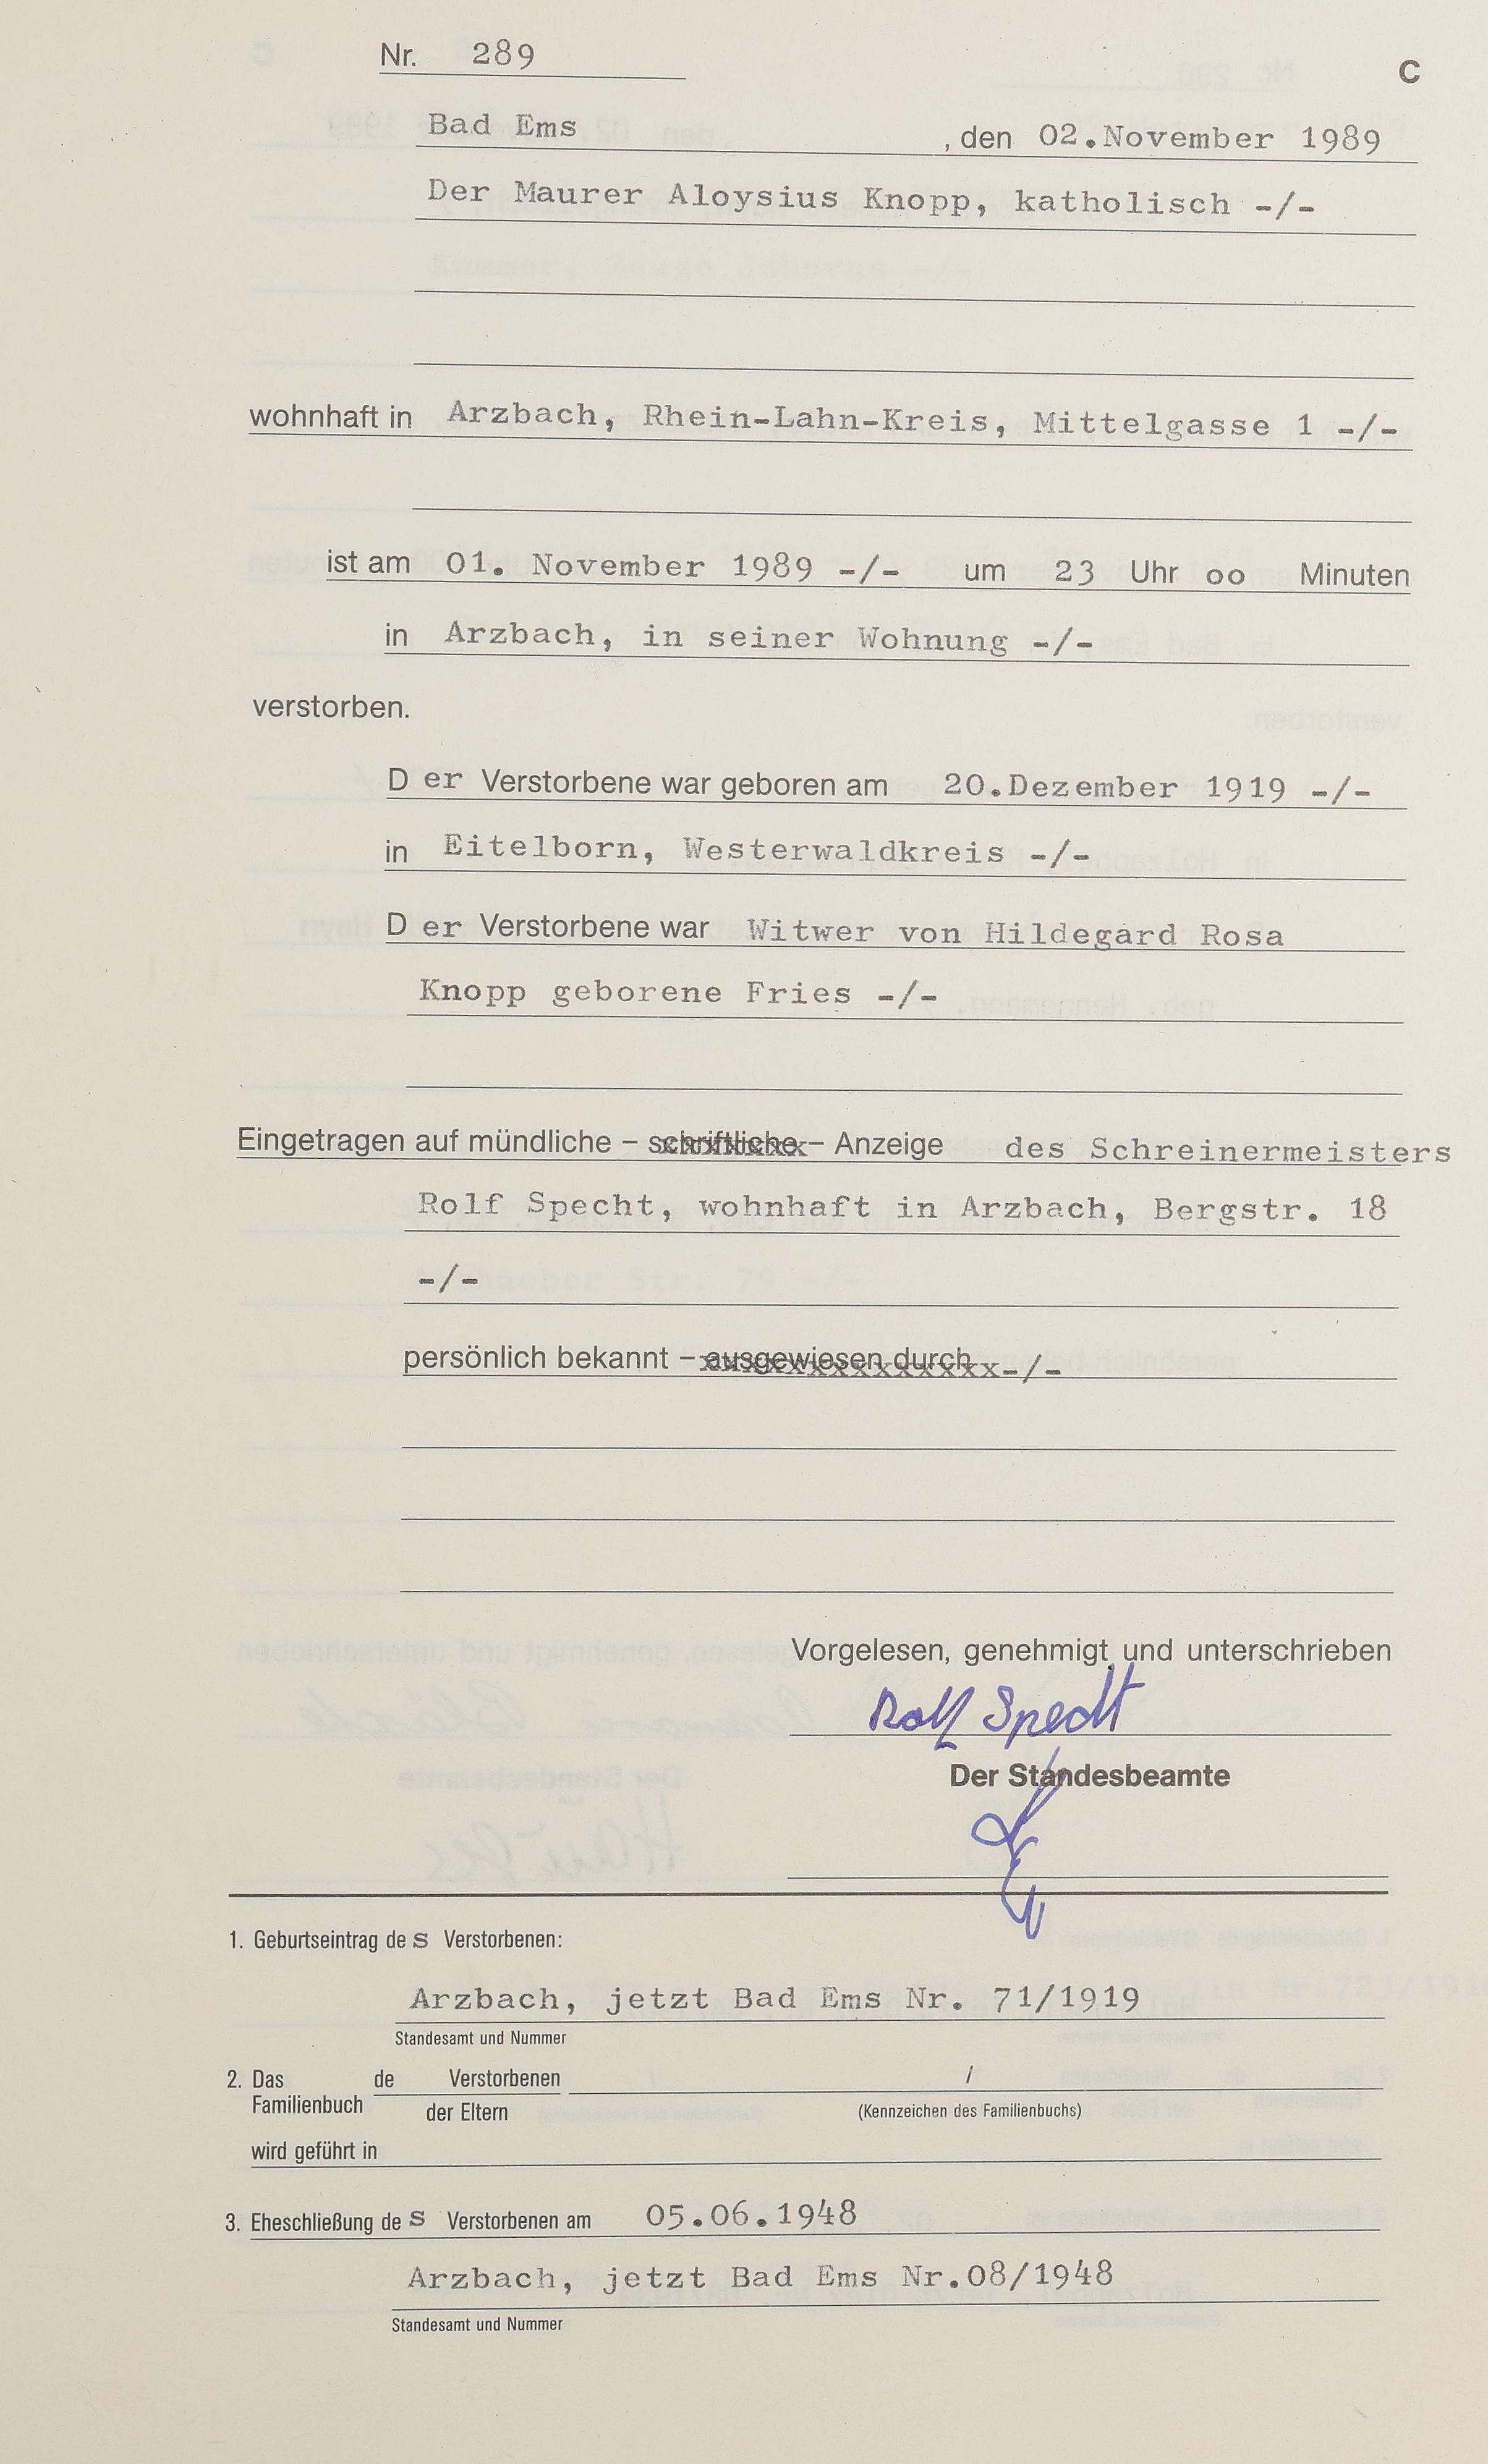 Nr. 289
C
Bad Ems , den 02.November 1989
Der Maurer Aloysius Knopp, katholisch -/-
wohnhaft in Arzbach, Rhein-Lahn-Kreis, Mittelgasse 1 -/-
ist am 01. November 1989 -/- um 23 Uhr oo Minuten
in Arzbach, in seiner Wohnung -/-
verstorben.
D er Verstorbene war geboren am 20.Dezember 1919 -/-
in Eitelborn, Westerwaldkreis -/-
D er Verstorbene war Witwer von Hildegard Rosa
Knopp geborene Fries -/-
Eingetragen auf mündliche – schriftliche – Anzeige des Schreinermeisters
Rolf Specht, wohnhaft in Arzbach, Bergstr. 18
-/-
persönlich bekannt – ausgewiesen durch -/-
Vorgelesen, genehmigt und unterschrieben
Rolf Specht
Der Standesbeamte
1. Geburtseintrag de s Verstorbenen:
Arzbach, jetzt Bad Ems Nr. 71/1919
Standesamt und Nummer
2. Das de Verstorbenen /
Familienbuch der Eltern (Kennzeichen des Familienbuchs)
wird geführt in
3. Eheschließung de s Verstorbenen am 05.06.1948
Arzbach, jetzt Bad Ems Nr.08/1948
Standesamt und Nummer